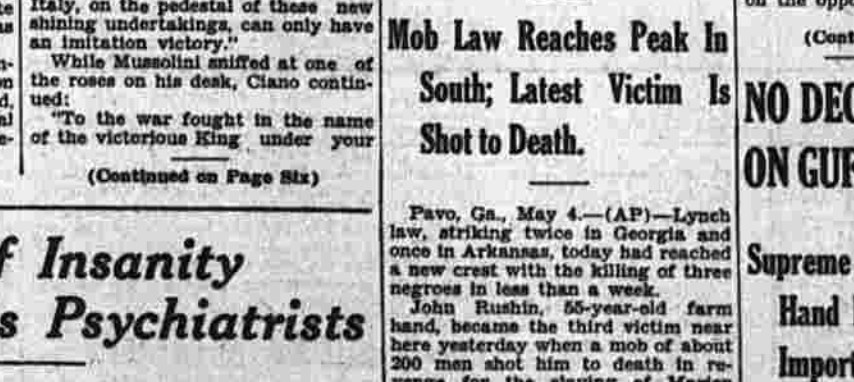 Italy, on the pedestal of these new
shining undertakings, can only have
an imitation victory."
While Mussolini sniffed at one of
the roses on his desk, Ciano contin-
ued:
"To the war fought in the name
of the victorious King under your
(Continued on Page Six)
f Insanity
s Psychiatrists
Mob Law Reaches Peak In
South; Latest Victim Is
Shot to Death.
Pavo, Ga., May 4.—(AP)—Lynch
law, striking twice in Georgia and
once in Arkansas, today had reached
a new crest with the killing of three
negroes in less than a week.
John Rushin, 55-year-old farm
hand, became the third victim near
here yesterday when a mob of about
200 men shot him to death in re-
venge for the slaying of
(Cont
NO DEC
ON GUF
Supreme
Hand
Import